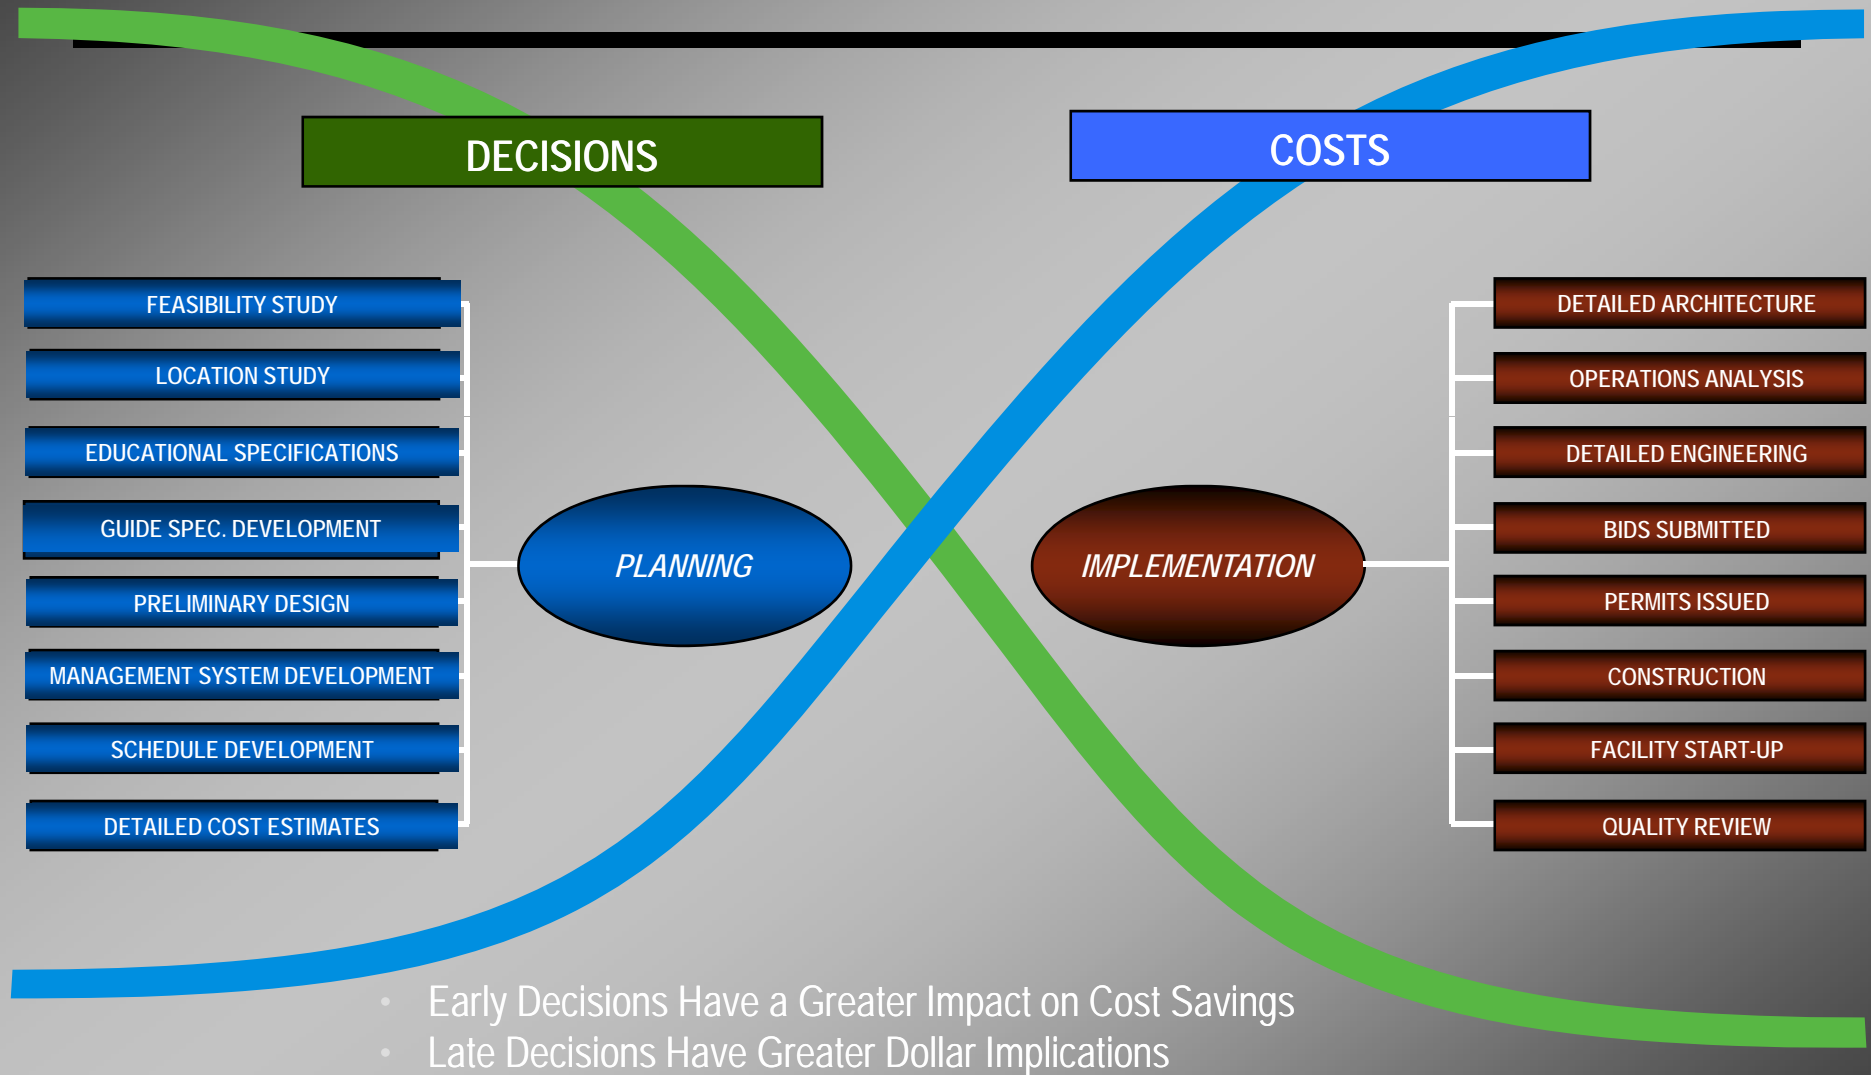 DECISIONS
COSTS
FEASIBILITY STUDY
LOCATION STUDY
EDUCATIONAL SPECIFICATIONS
GUIDE SPEC. DEVELOPMENT
PRELIMINARY DESIGN
MANAGEMENT SYSTEM DEVELOPMENT
SCHEDULE DEVELOPMENT
DETAILED COST ESTIMATES
PLANNING
IMPLEMENTATION
DETAILED ARCHITECTURE
OPERATIONS ANALYSIS
DETAILED ENGINEERING
BIDS SUBMITTED
PERMITS ISSUED
CONSTRUCTION
FACILITY START-UP
QUALITY REVIEW
• Early Decisions Have a Greater Impact on Cost Savings
• Late Decisions Have Greater Dollar Implications